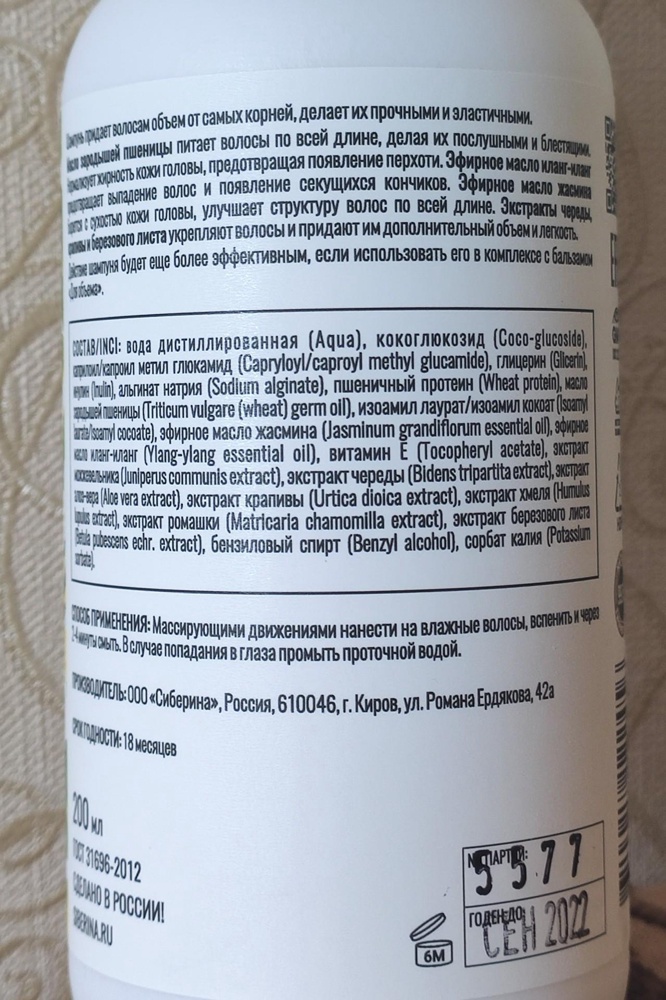 Шампунь придает волосам объем от самых корней, делает их прочными и эластичными.
Масло зародышей пшеницы питает волосы по всей длине, делая их послушными и блестящими,
нормализует жирность кожи головы, предотвращая появление перхоти. Эфирное масло иланг-иланг
предотвращает выпадение волос и появление секущихся кончиков. Эфирное масло жасмина
борется с сухостью кожи головы, улучшает структуру волос по всей длине. Экстракты череды,
крапивы и березового листа укрепляют волосы и придают им дополнительный объем и легкость.
Действие шампуня будет еще более эффективным, если использовать его в комплексе с бальзамом
«Для объема».
СОСТАВ/INCI: вода дистиллированная (Aqua), кокоглюкозид (Coco-glucoside),
каприлоил/капроил метил глюкамид (Capryloyl/caproyl methyl glucamide), глицерин (Glicerin),
инулин (Inulin), альгинат натрия (Sodium alginate), пшеничный протеин (Wheat protein), масло
зародышей пшеницы (Triticum vulgare (wheat) germ oil), изоамил лаурат/изоамил кокоат (Isoamyl
laurate/isoamyl cocoate), эфирное масло жасмина (Jasminum grandiflorum essential oil), эфирное
масло иланг-иланг (Ylang-ylang essential oil), витамин Е (Tocopheryl acetate), экстракт
можжевельника (Juniperus communis extract), экстракт череды (Bidens tripartita extract), экстракт
алоэ-вера (Aloe vera extract), экстракт крапивы (Urtica dioica extract), экстракт хмеля (Humulus
lupulus extract), экстракт ромашки (Matricaria chamomilla extract), экстракт березового листа
(Betula pubescens echr. extract), бензиловый спирт (Benzyl alcohol), сорбат калия (Potassium
sorbate).
СПОСОБ ПРИМЕНЕНИЯ: Массирующими движениями нанести на влажные волосы, вспенить и через
2-4 минуты смыть. В случае попадания в глаза промыть проточной водой.
ПРОИЗВОДИТЕЛЬ: ООО «Сиберина», Россия, 610046, г. Киров, ул. Романа Ердякова, 42а
СРОК ГОДНОСТИ: 18 месяцев
200 мл
ГОСТ 31696-2012
СДЕЛАНО В РОССИИ!
SIBERINA.RU
6M
№ ПАРТИИ:
5577
ГОДЕН ДО:
СЕН 2022